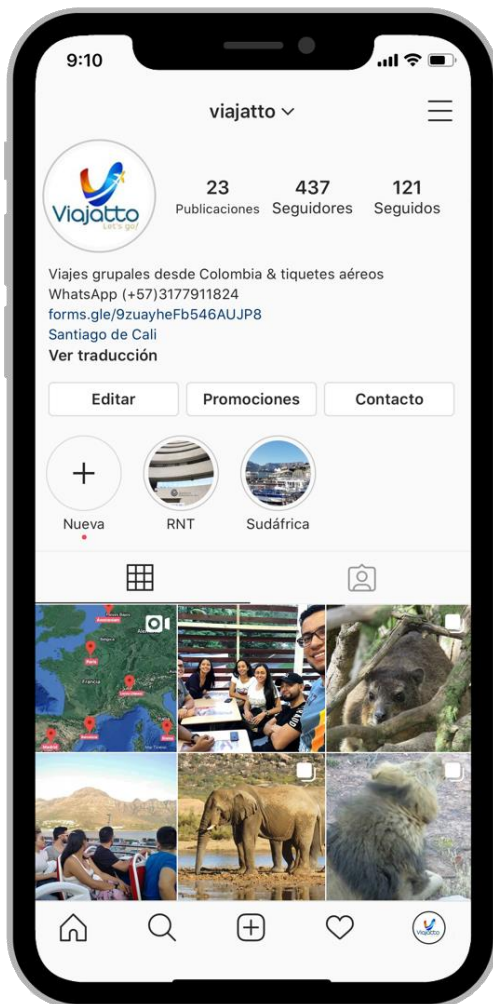 9:10
viajatto
Viajatto
Let's go!
23 437 121
Publicaciones Seguidores Seguidos
Viajes grupales desde Colombia & tiquetes aéreos
WhatsApp (+57)3177911824
forms.gle/9zuayheFb546AUJP8
Santiago de Cali
Ver traducción
Editar Promociones Contacto
Nueva RNT Sudáfrica
Francia
Viajatto